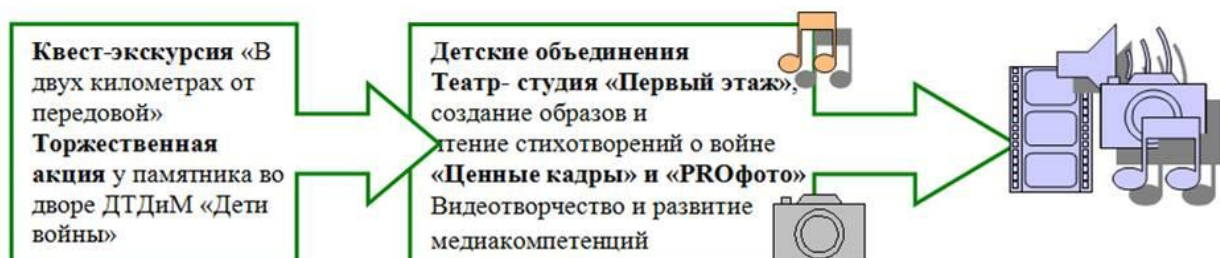 Квест-экскурсия «В
двух километрах от
передовой»
Торжественная
акция у памятника во
дворе ДТДиМ «Дети
войны»
Детские объединения
Театр- студия «Первый этаж»,
создание образов и
чтение стихотворений о войне
«Ценные кадры» и «PROфото»
Видеотворчество и развитие
медиакомпетенций